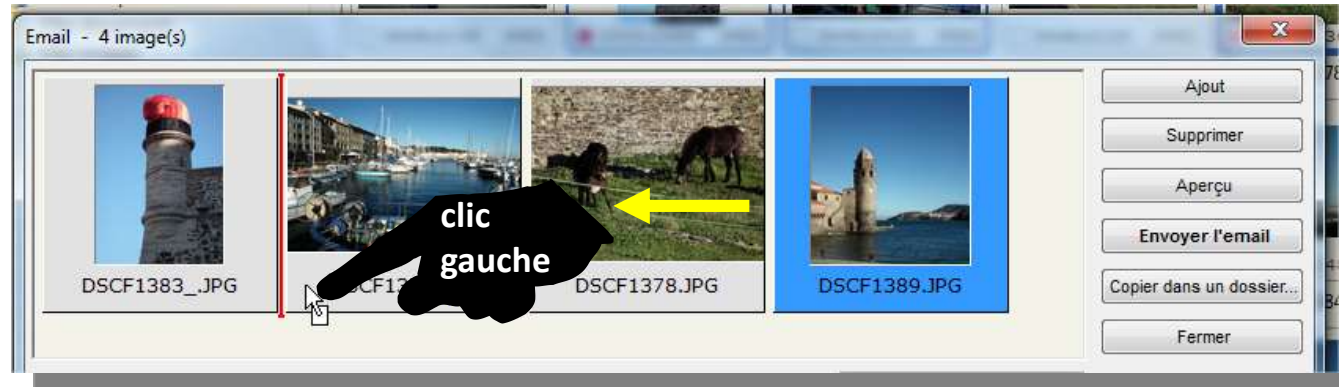 Email - 4 image(s)
Ajout
Supprimer
Aperçu
Envoyer l'email
Copier dans un dossier...
Fermer
clic
gauche
DSCF1383_.JPG
DSCF1378.JPG
DSCF1389.JPG